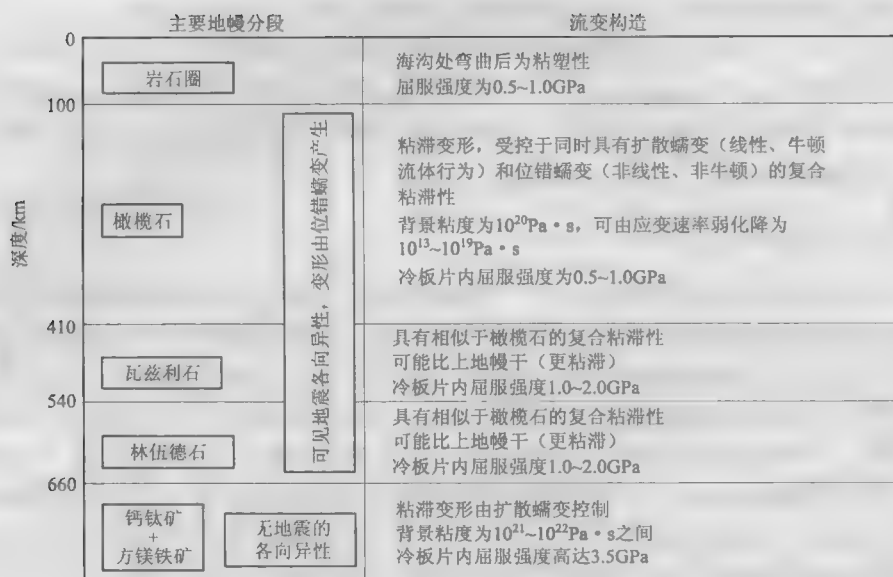 主要地幔分段
流变构造
深度/km
0
岩石圈
海沟处弯曲后为粘塑性
屈服强度为0.5~1.0GPa
100
橄榄石
可见地震各向异性，变形由位错蠕变产生
粘滞变形，受控于同时具有扩散蠕变（线性、牛顿
流体行为）和位错蠕变（非线性、非牛顿）的复合
粘滞性
背景粘度为10²⁰Pa·s，可由应变速率弱化降为
10¹³~10¹⁹Pa·s
冷板片内屈服强度为0.5~1.0GPa
410
瓦兹利石
具有相似于橄榄石的复合粘滞性
可能比上地幔干（更粘滞）
冷板片内屈服强度1.0~2.0GPa
540
林伍德石
具有相似于橄榄石的复合粘滞性
可能比上地幔干（更粘滞）
冷板片内屈服强度1.0~2.0GPa
660
钙钛矿
+
方镁铁矿
无地震的
各向异性
粘滞变形由扩散蠕变控制
背景粘度为10²¹~10²²Pa·s之间
冷板片内屈服强度高达3.5GPa